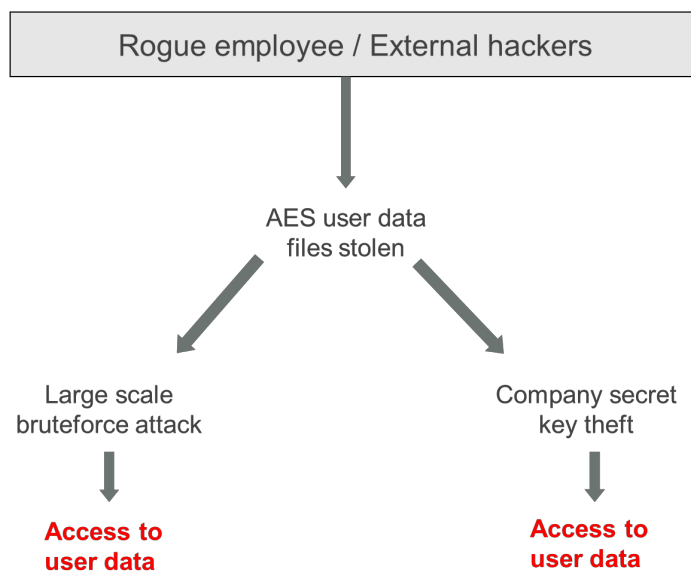 Rogue employee / External hackers
AES user data
files stolen
Large scale
bruteforce attack
Company secret
key theft
Access to
user data
Access to
user data